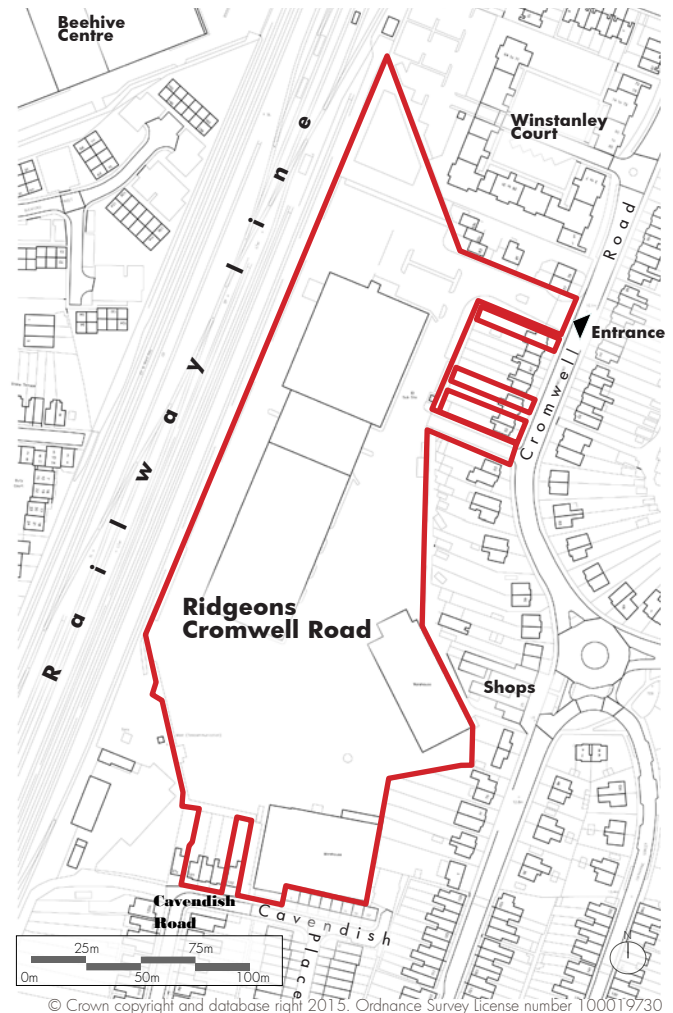 Beehive
Centre
Winstanley
Court
Railway line
Road
Entrance
Cromwell
Ridgeons
Cromwell Road
Shops
Cavendish
Road
Cavendish
Place
N
25m 75m
0m 50m 100m
© Crown copyright and database right 2015. Ordnance Survey License number 100019730